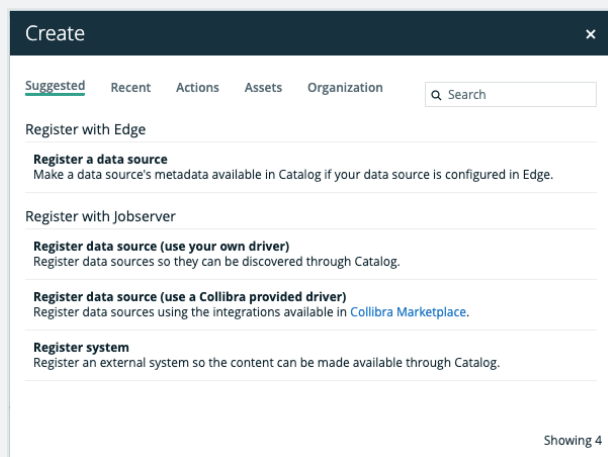 Create
Suggested Recent Actions Assets Organization Search
Register with Edge
Register a data source
Make a data source's metadata available in Catalog if your data source is configured in Edge.
Register with Jobserver
Register data source (use your own driver)
Register data sources so they can be discovered through Catalog.
Register data source (use a Collibra provided driver)
Register data sources using the integrations available in Collibra Marketplace.
Register system
Register an external system so the content can be made available through Catalog.
Showing 4